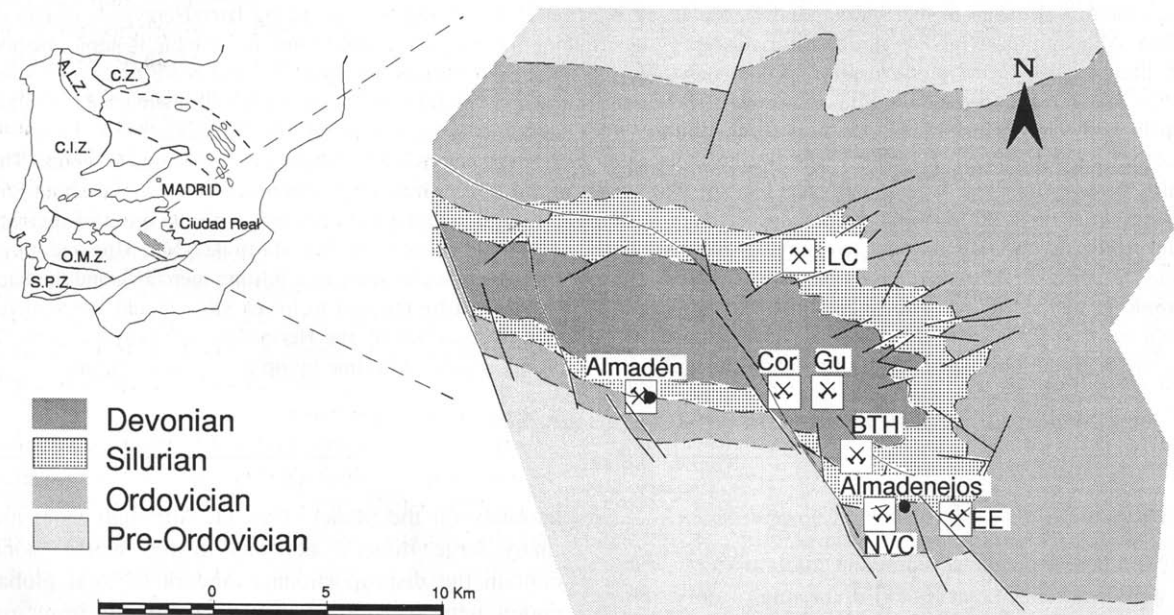 A.L.Z.
C.Z.
C.I.Z.
MADRID
Ciudad Real
O.M.Z.
S.P.Z.
N
LC
Almadén
Cor
Gu
BTH
Almadenejos
EE
NVC
Devonian
Silurian
Ordovician
Pre-Ordovician
0
5
10 Km